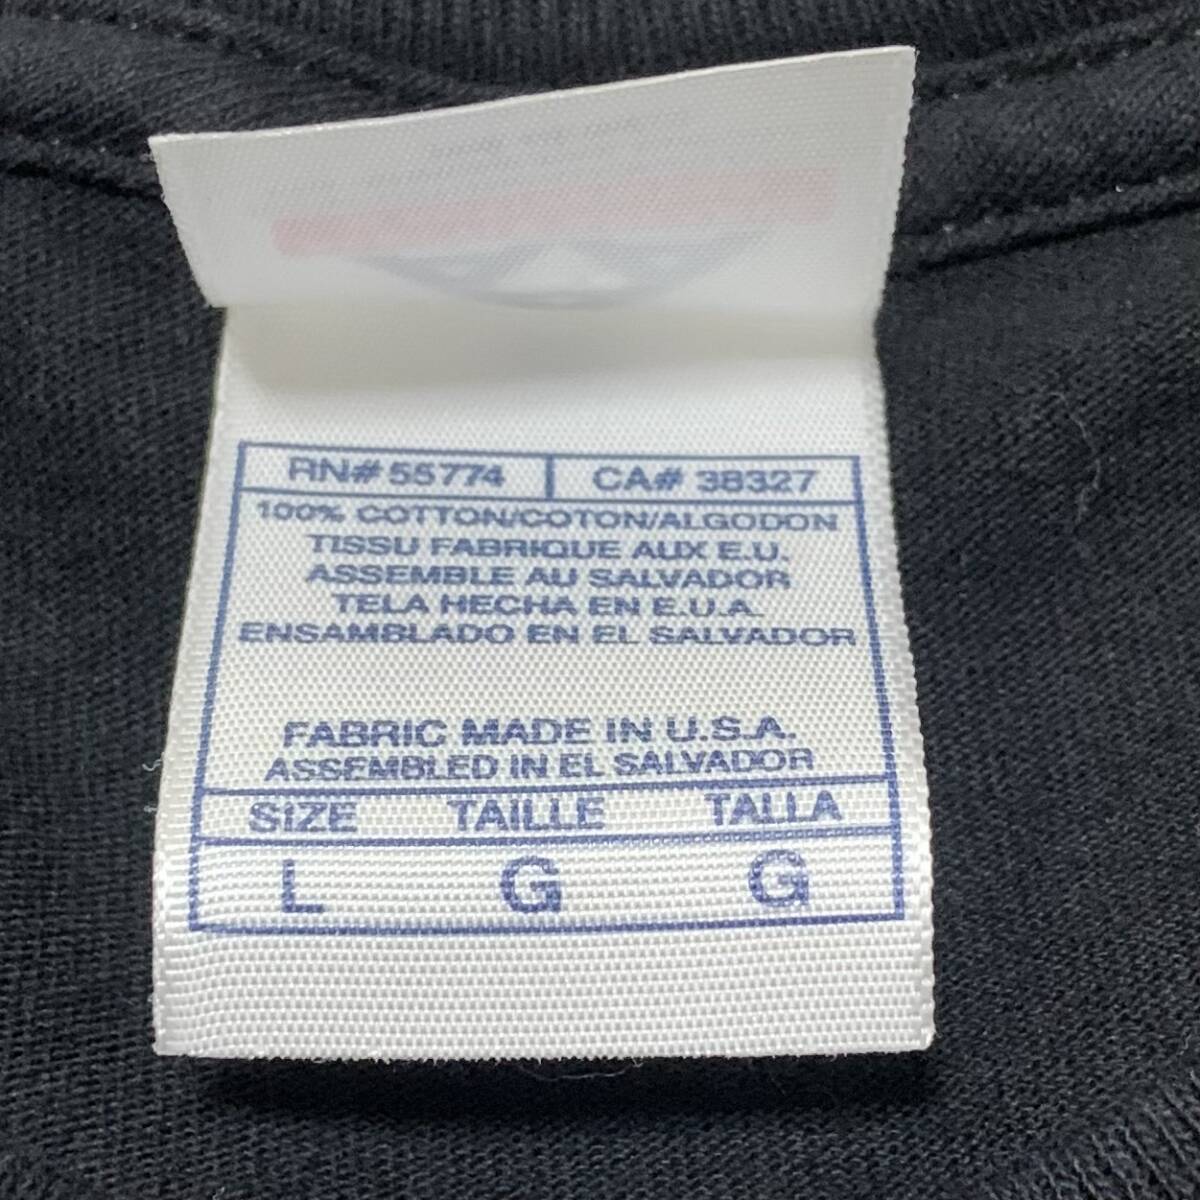 RN# 55774 CA# 38327
100% COTTON/COTON/ALGODON
TISSU FABRIQUE AUX E.U.
ASSEMBLE AU SALVADOR
TELA HECHA EN E.U.A.
ENSAMBLADO EN EL SALVADOR
FABRIC MADE IN U.S.A.
ASSEMBLED IN EL SALVADOR
SIZE TAILLE TALLA
L G G